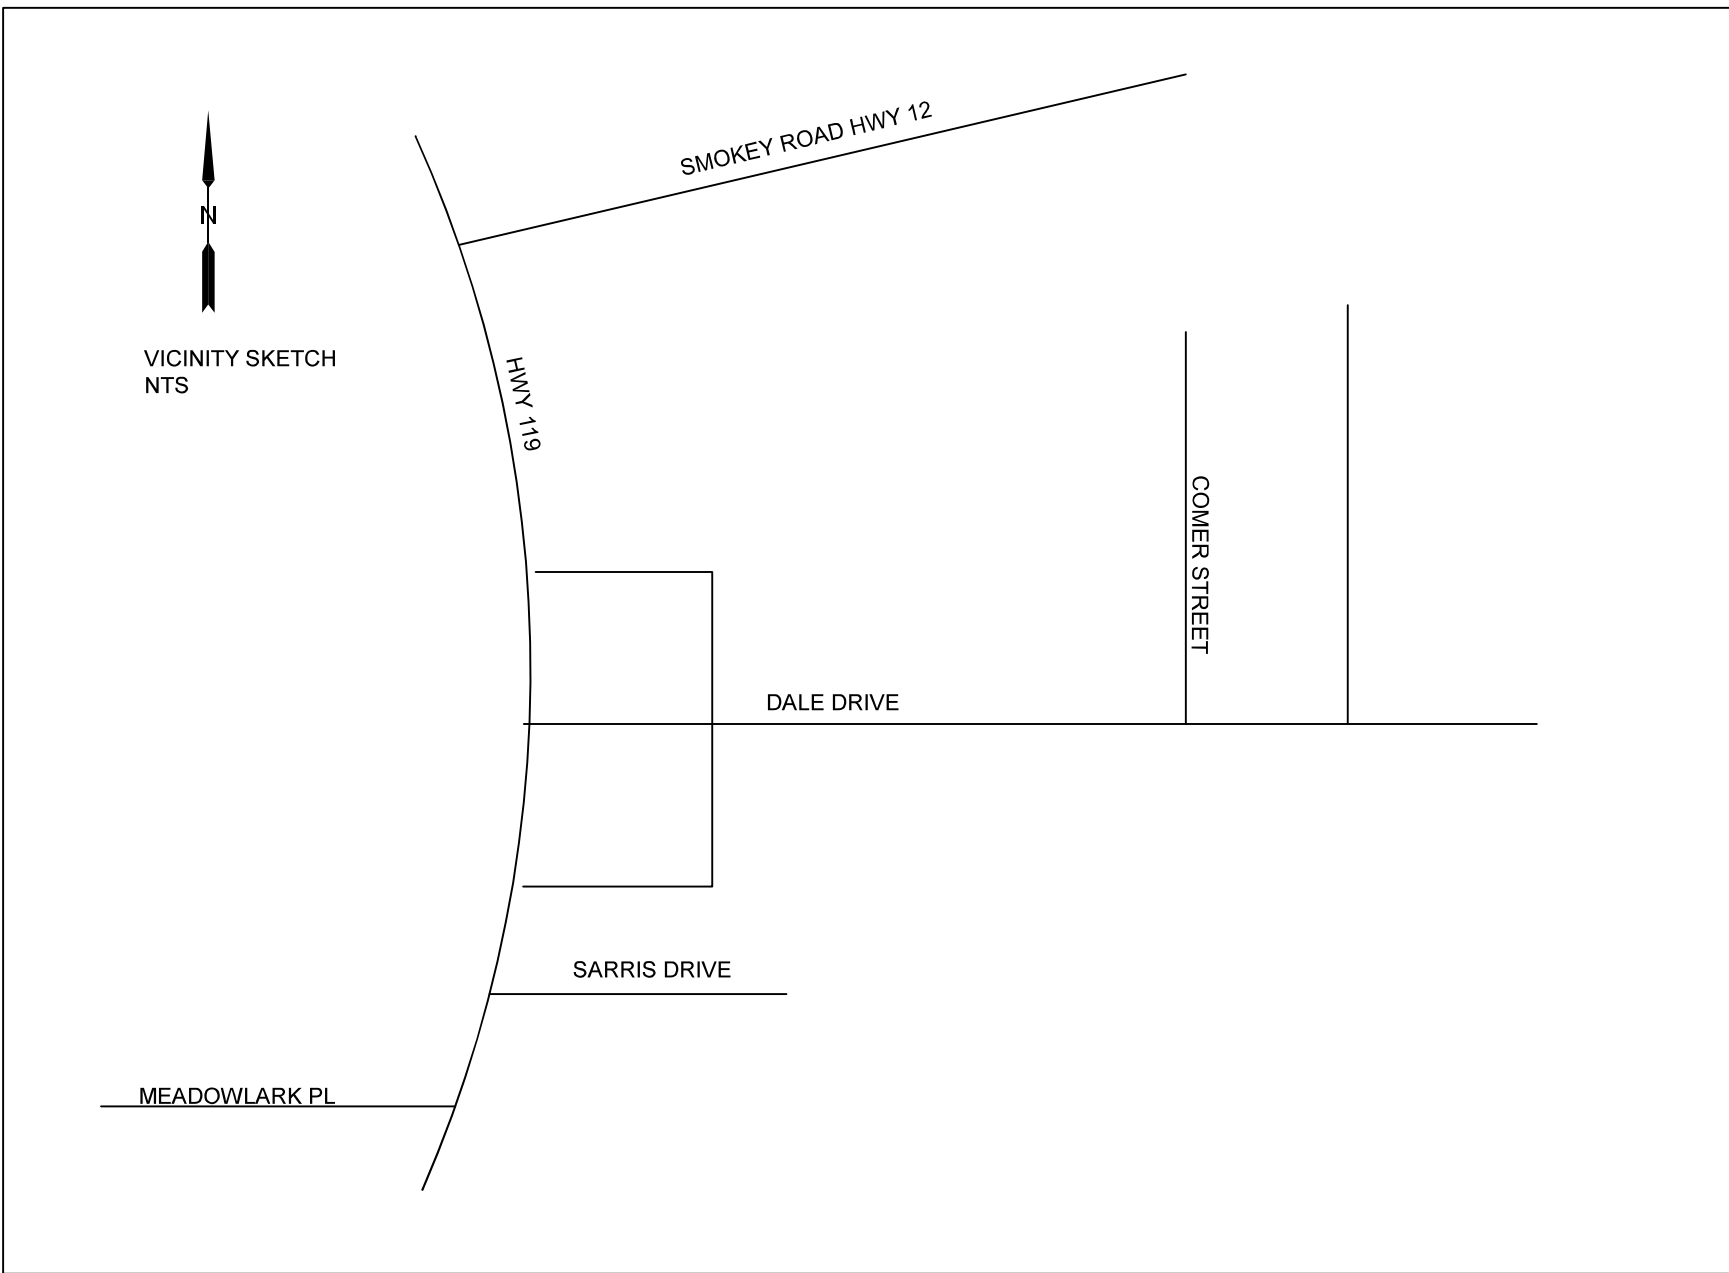 SMOKEY ROAD HWY 12
N
VICINITY SKETCH
NTS
HWY 119
COMER STREET
DALE DRIVE
SARRIS DRIVE
MEADOWLARK PL